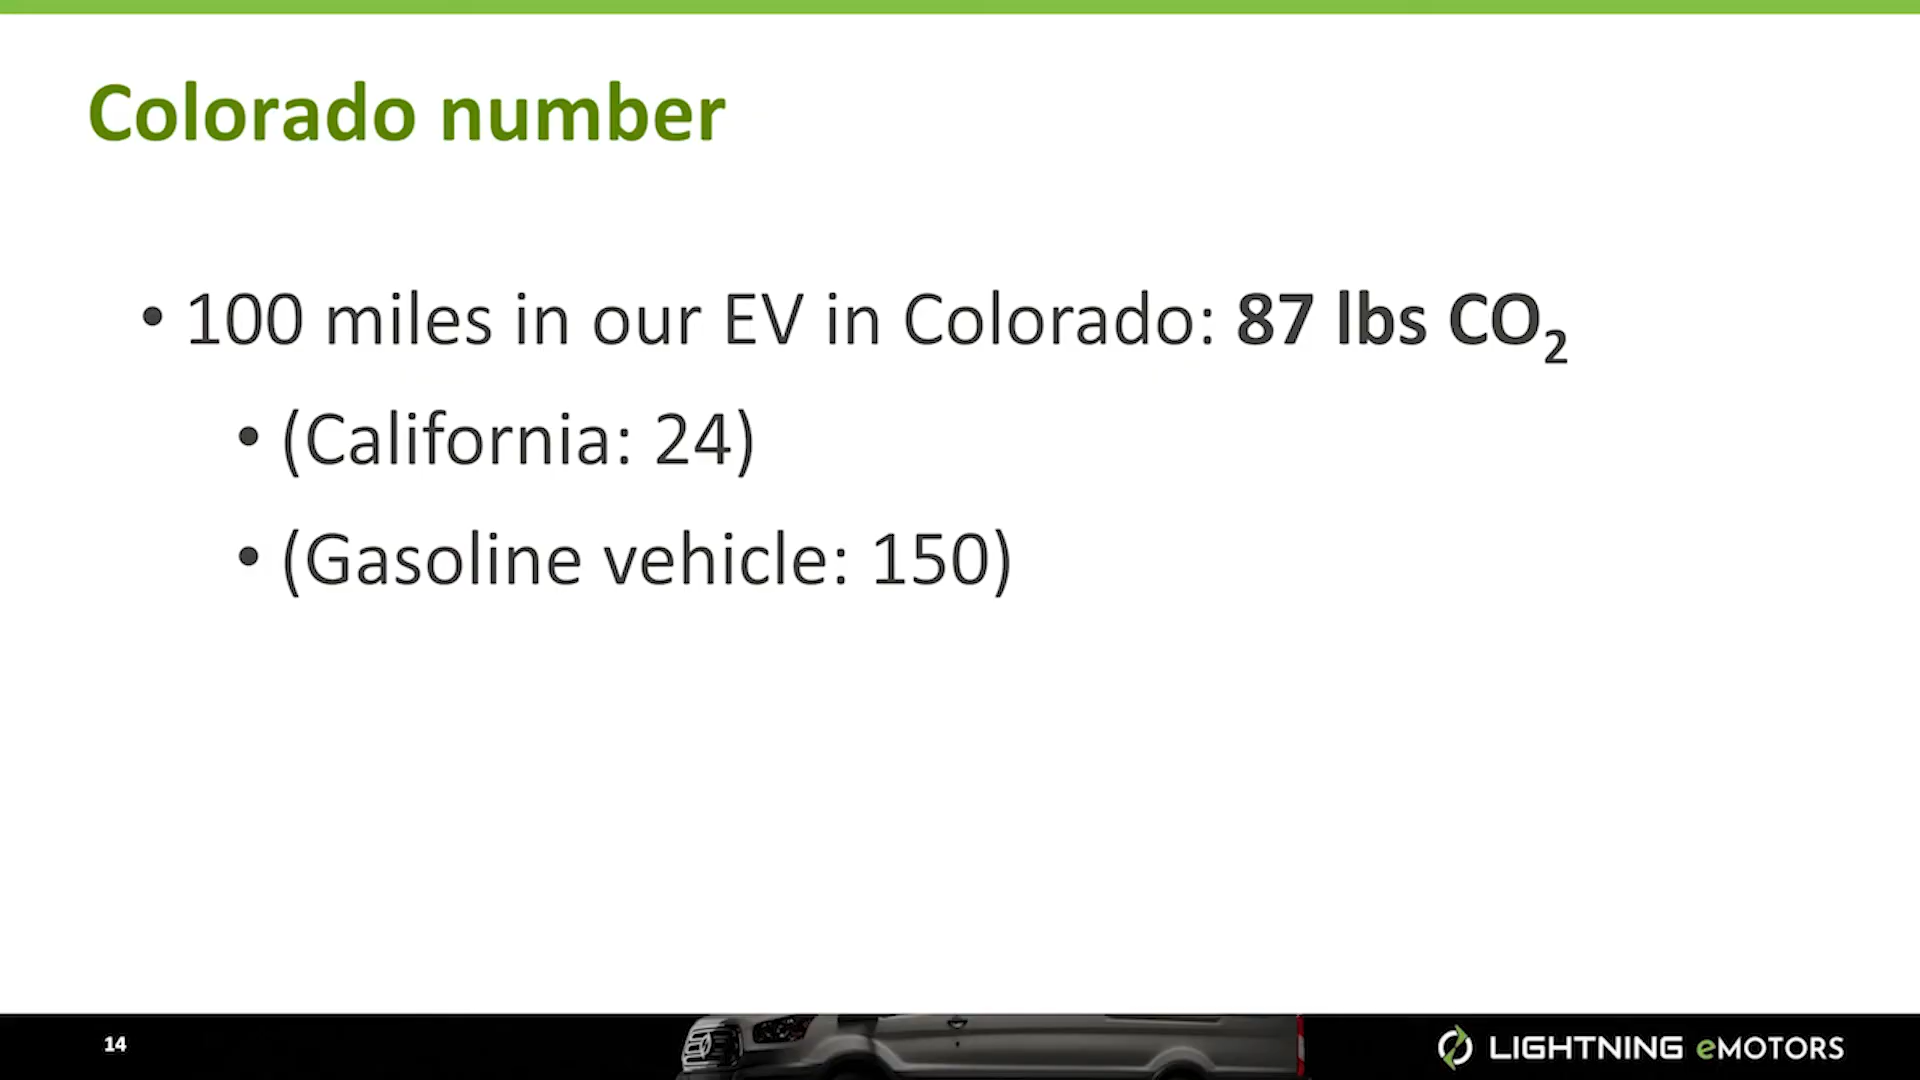 Colorado number
• 100 miles in our EV in Colorado: 87 lbs CO₂
• (California: 24)
• (Gasoline vehicle: 150)
14
LIGHTNING eMOTORS